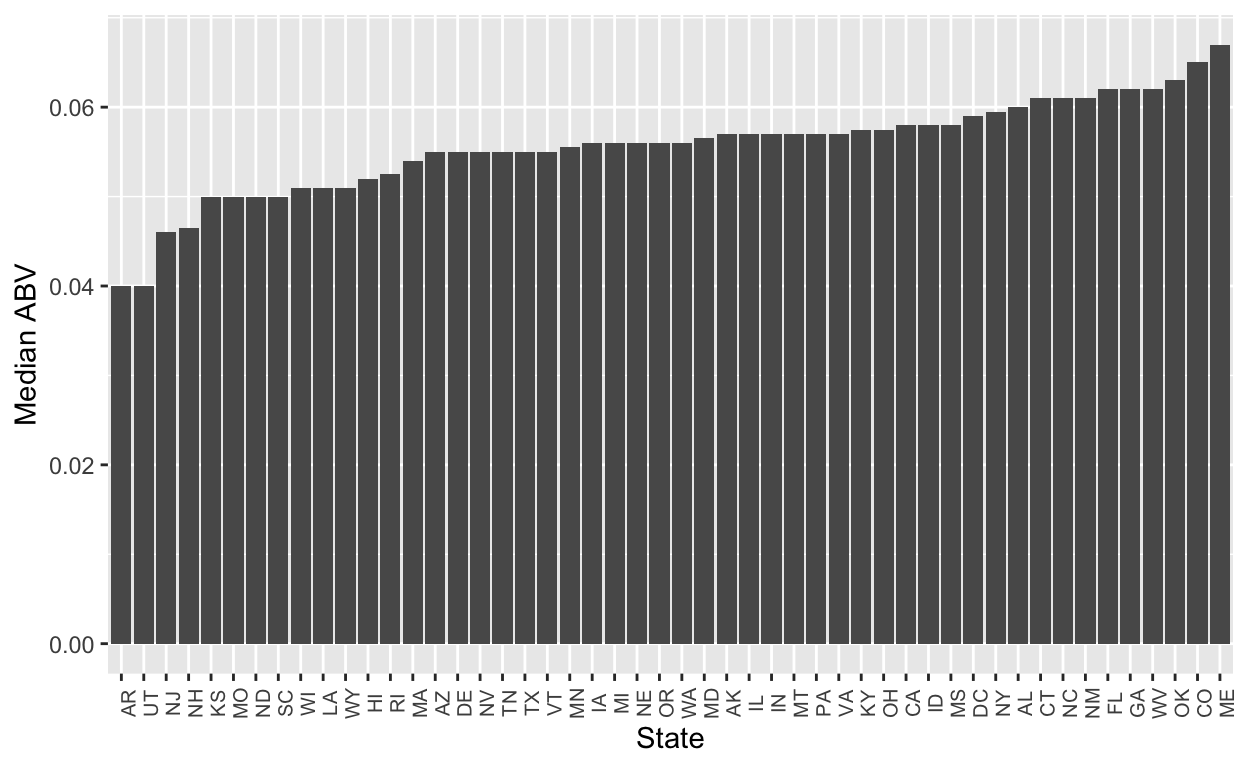 Median ABV
0.06
0.04
0.02
0.00
AR UT NJ NH KS MO ND SC WI LA WY HI RI MA AZ DE NV TN TX VT MN IA MI NE OR WA MD AK IL IN MT PA VA KY OH CA ID MS DC NY AL CT NC NM FL GA WV OK CO ME
State